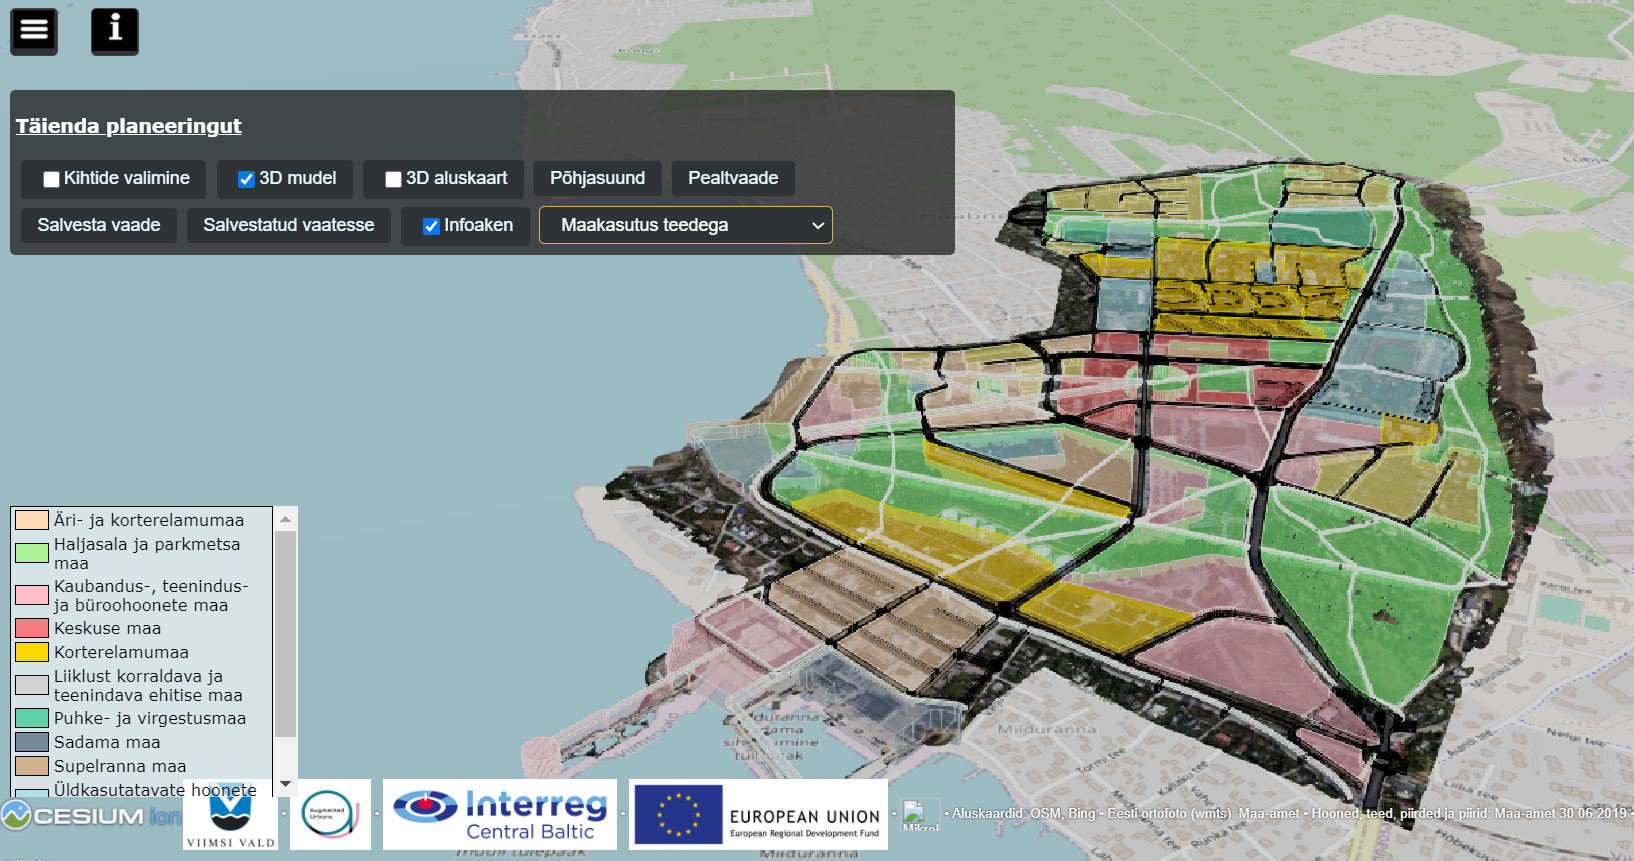 i
Täienda planeeringut
Kihtide valimine
3D mudel
3D aluskaart
Põhjasuund
Pealtvaade
Salvesta vaade
Salvestatud vaatesse
Infoaken
Maakasutus teedega
Äri- ja korterelamumaa
Haljasala ja parkmetsa
maa
Kaubandus-, teenindus-
ja büroohoonete maa
Keskuse maa
Korterelamumaa
Liiklust korraldava ja
teenindava ehitise maa
Puhke- ja virgestusmaa
Sadama maa
Supelranna maa
Üldkasutatavate hoonete
Miiduranna
CESIUM ion
VIIMSI VALD
Augmented
Urbans
Interreg
Central Baltic
EUROPEAN UNION
European Regional Development Fund
• Aluskaardid: OSM, Bing • Eesti ortofoto (wmts): Maa-amet • Hooned, teed, piirded ja piirid: Maa-amet 30.06.2019 •
Miiduranna